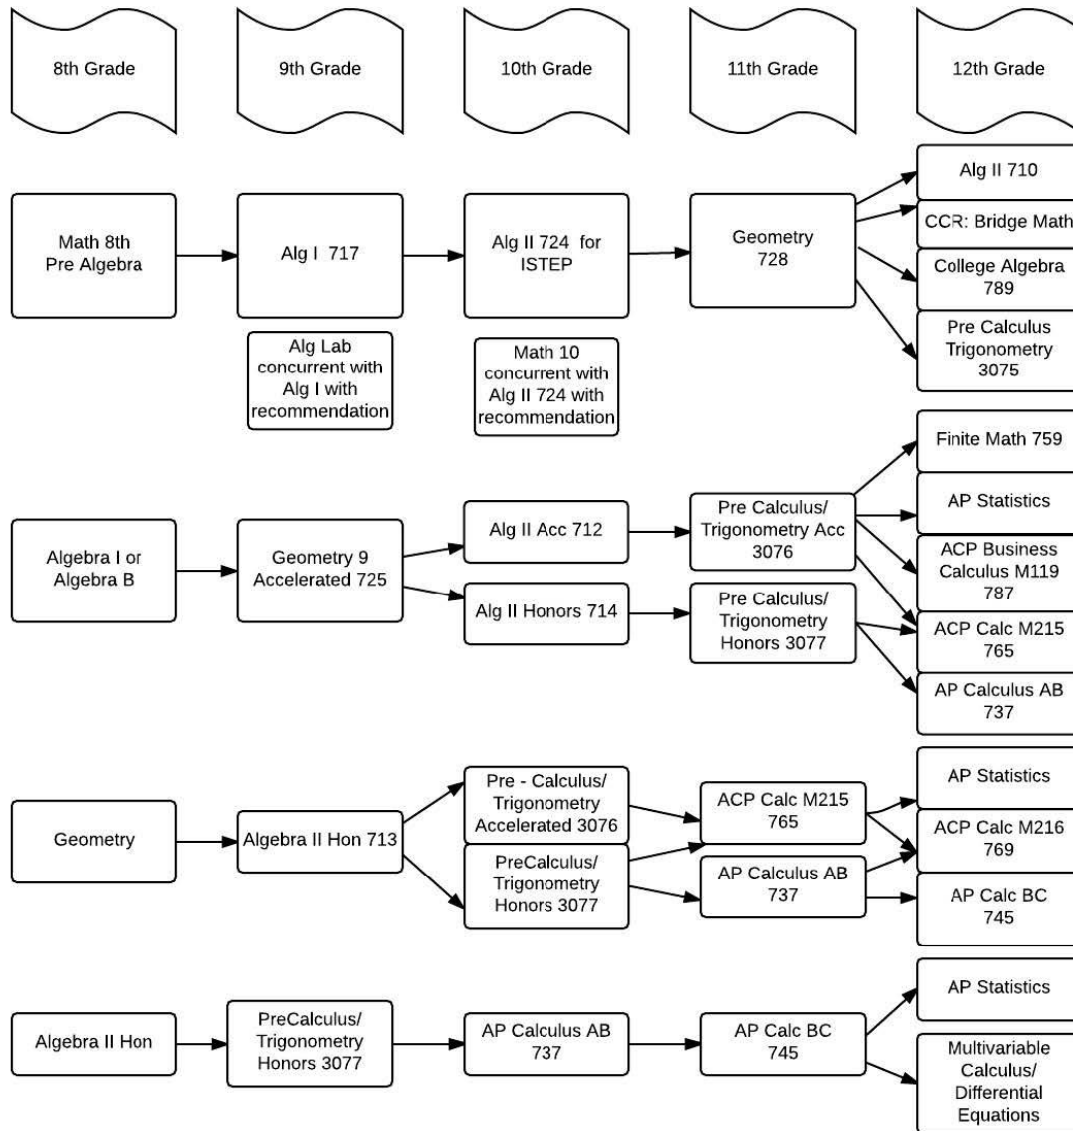 8th Grade
9th Grade
10th Grade
11th Grade
12th Grade
Math 8th
Pre Algebra
Alg I 717
Alg II 724 for
ISTEP
Geometry
728
Alg II 710
CCR: Bridge Math
College Algebra
789
Pre Calculus
Trigonometry
3075
Alg Lab
concurrent with
Alg I with
recommendation
Math 10
concurrent with
Alg II 724 with
recommendation
Algebra I or
Algebra B
Geometry 9
Accelerated 725
Alg II Acc 712
Alg II Honors 714
Pre Calculus/
Trigonometry Acc
3076
Pre Calculus/
Trigonometry
Honors 3077
Finite Math 759
AP Statistics
ACP Business
Calculus M119
787
ACP Calc M215
765
AP Calculus AB
737
Geometry
Algebra II Hon 713
Pre - Calculus/
Trigonometry
Accelerated 3076
PreCalculus/
Trigonometry
Honors 3077
ACP Calc M215
765
AP Calculus AB
737
AP Statistics
ACP Calc M216
769
AP Calc BC
745
Algebra II Hon
PreCalculus/
Trigonometry
Honors 3077
AP Calculus AB
737
AP Calc BC
745
AP Statistics
Multivariable
Calculus/
Differential
Equations